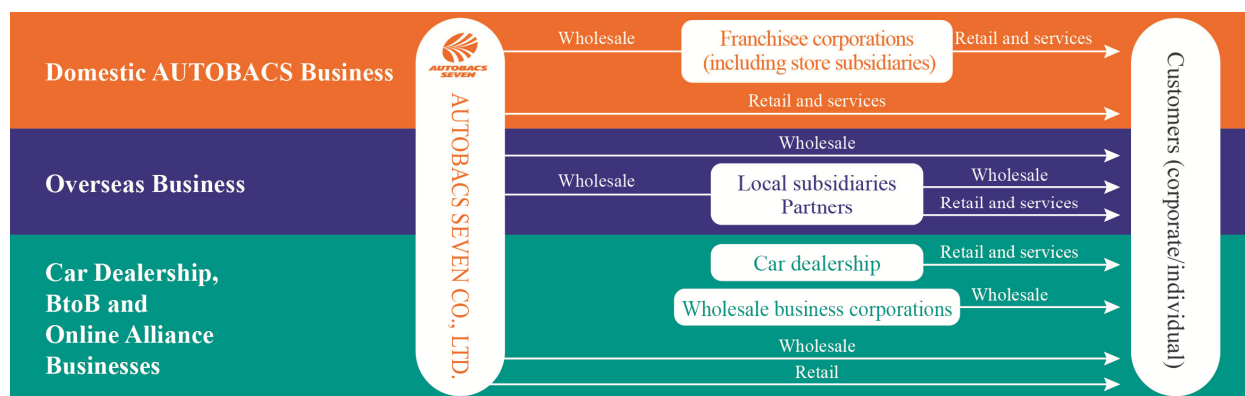 Domestic AUTOBACS Business
AUTOBACS
SEVEN
AUTOBACS SEVEN CO., LTD.
Wholesale
Franchisee corporations
(including store subsidiaries)
Retail and services
Retail and services
Customers (corporate/individual)
Overseas Business
Wholesale
Wholesale
Local subsidiaries
Partners
Wholesale
Retail and services
Car Dealership,
BtoB and
Online Alliance
Businesses
Car dealership
Retail and services
Wholesale business corporations
Wholesale
Wholesale
Retail